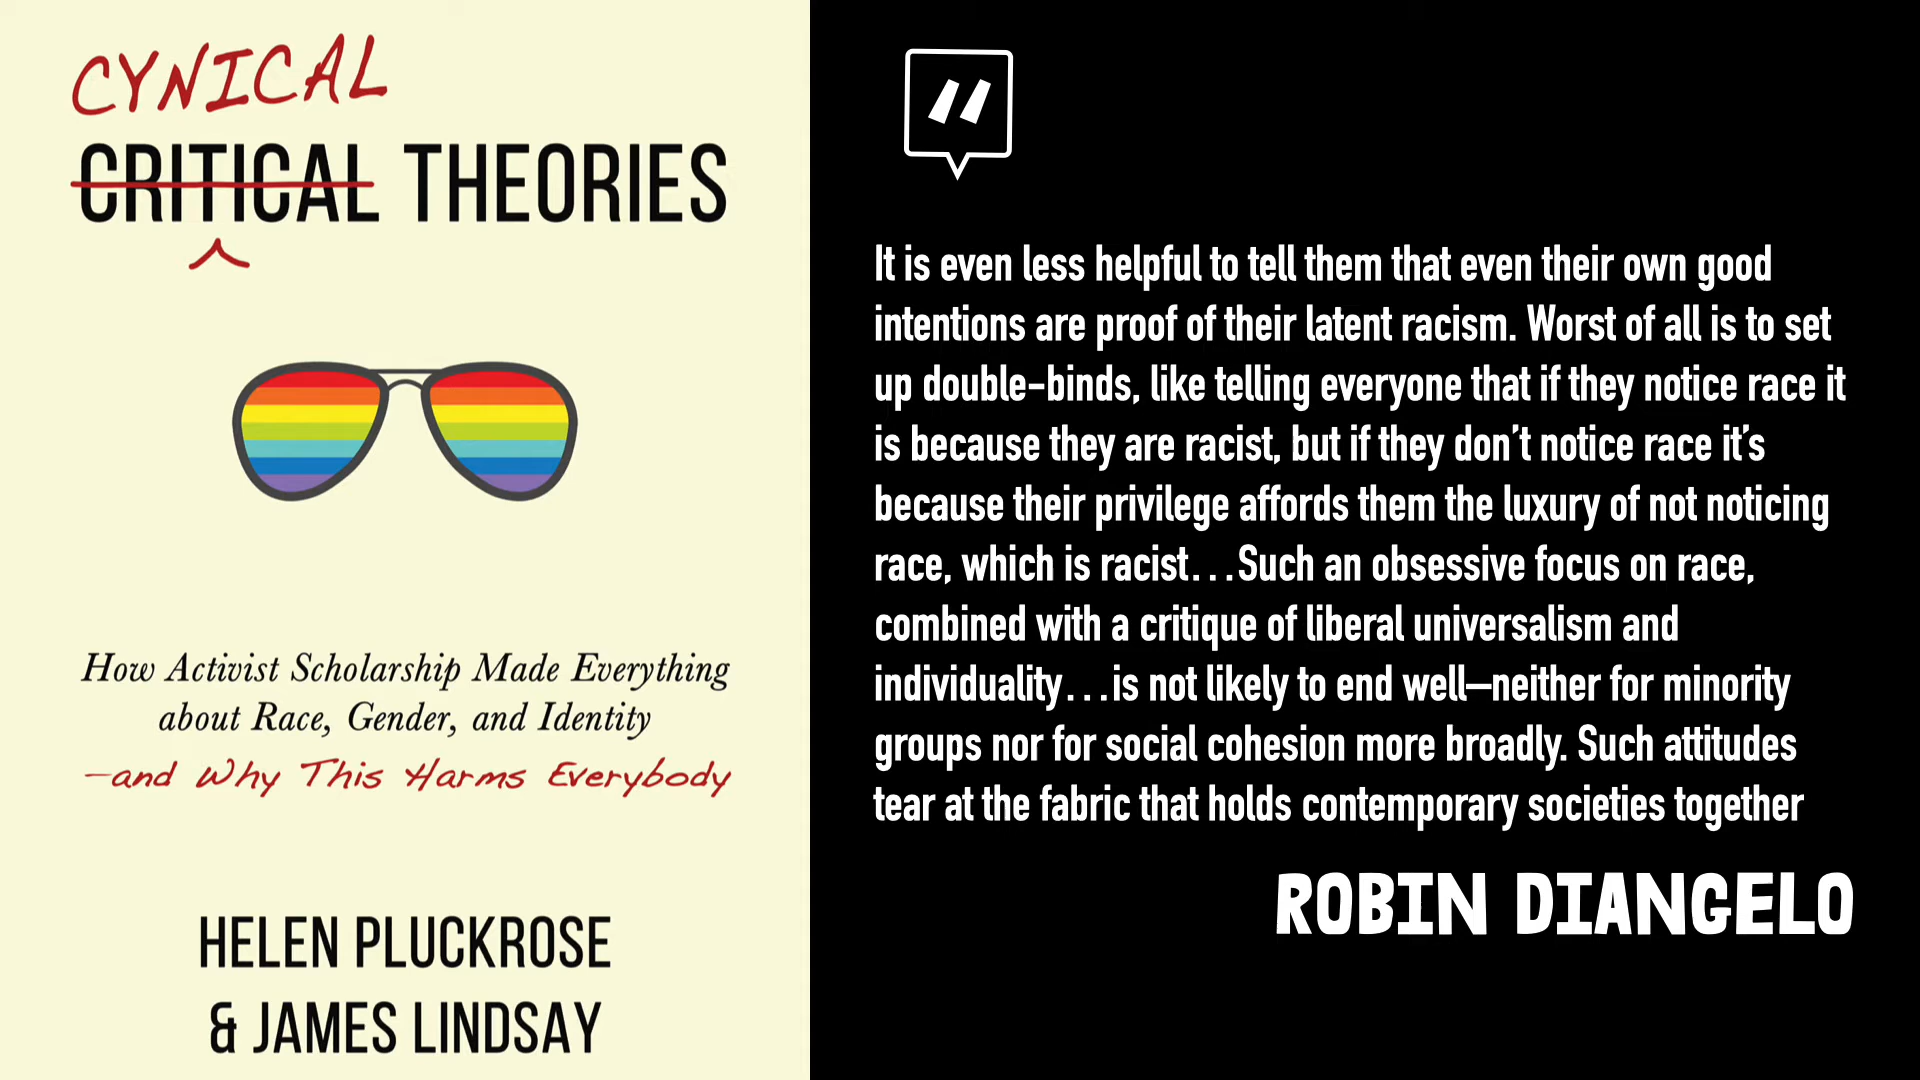 CYNICAL
CRITICAL THEORIES
How Activist Scholarship Made Everything
about Race, Gender, and Identity
—and Why This Harms Everybody
HELEN PLUCKROSE
& JAMES LINDSAY
"
It is even less helpful to tell them that even their own good
intentions are proof of their latent racism. Worst of all is to set
up double-binds, like telling everyone that if they notice race it
is because they are racist, but if they don't notice race it's
because their privilege affords them the luxury of not noticing
race, which is racist...Such an obsessive focus on race,
combined with a critique of liberal universalism and
individuality...is not likely to end well—neither for minority
groups nor for social cohesion more broadly. Such attitudes
tear at the fabric that holds contemporary societies together
ROBIN DIANGELO